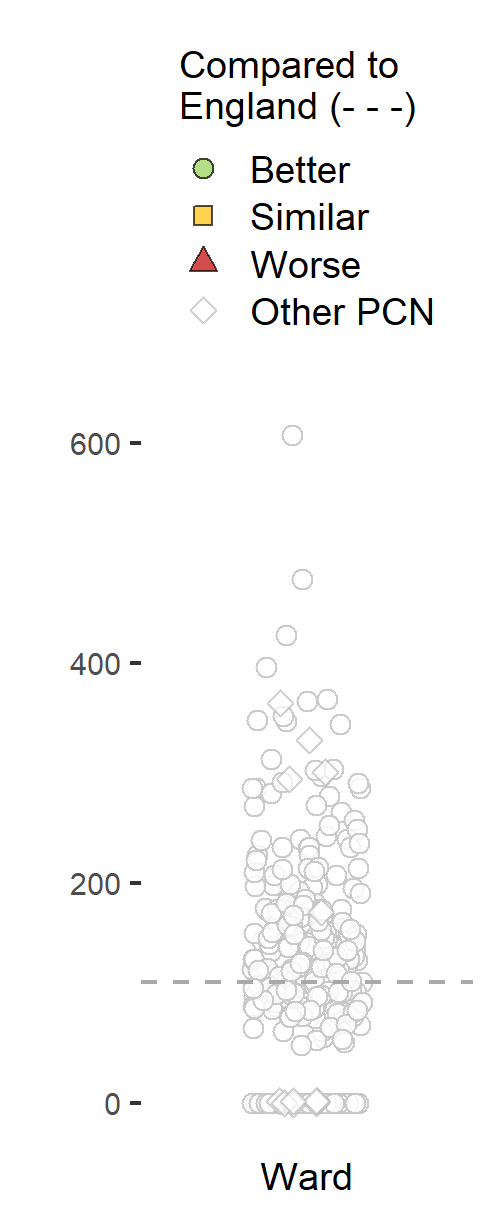 Compared to
England (- - -)
Better
Similar
Worse
Other PCN
600
400
200
0
Ward